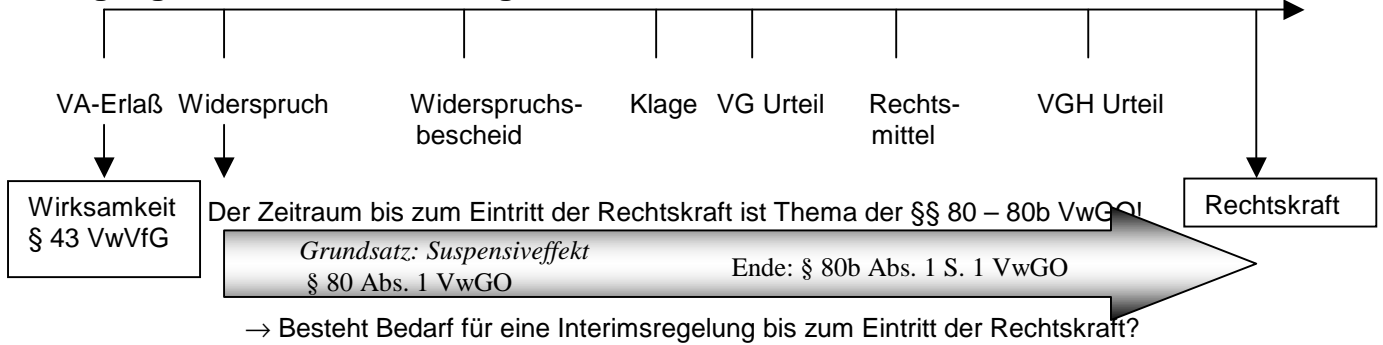 VA-Erlaß Widerspruch Widerspruchs- Klage VG Urteil Rechts- VGH Urteil
bescheid mittel
Wirksamkeit
§ 43 VwVfG
Der Zeitraum bis zum Eintritt der Rechtskraft ist Thema der §§ 80 – 80b VwGO!
Rechtskraft
Grundsatz: Suspensiveffekt
§ 80 Abs. 1 VwGO
Ende: § 80b Abs. 1 S. 1 VwGO
→ Besteht Bedarf für eine Interimsregelung bis zum Eintritt der Rechtskraft?